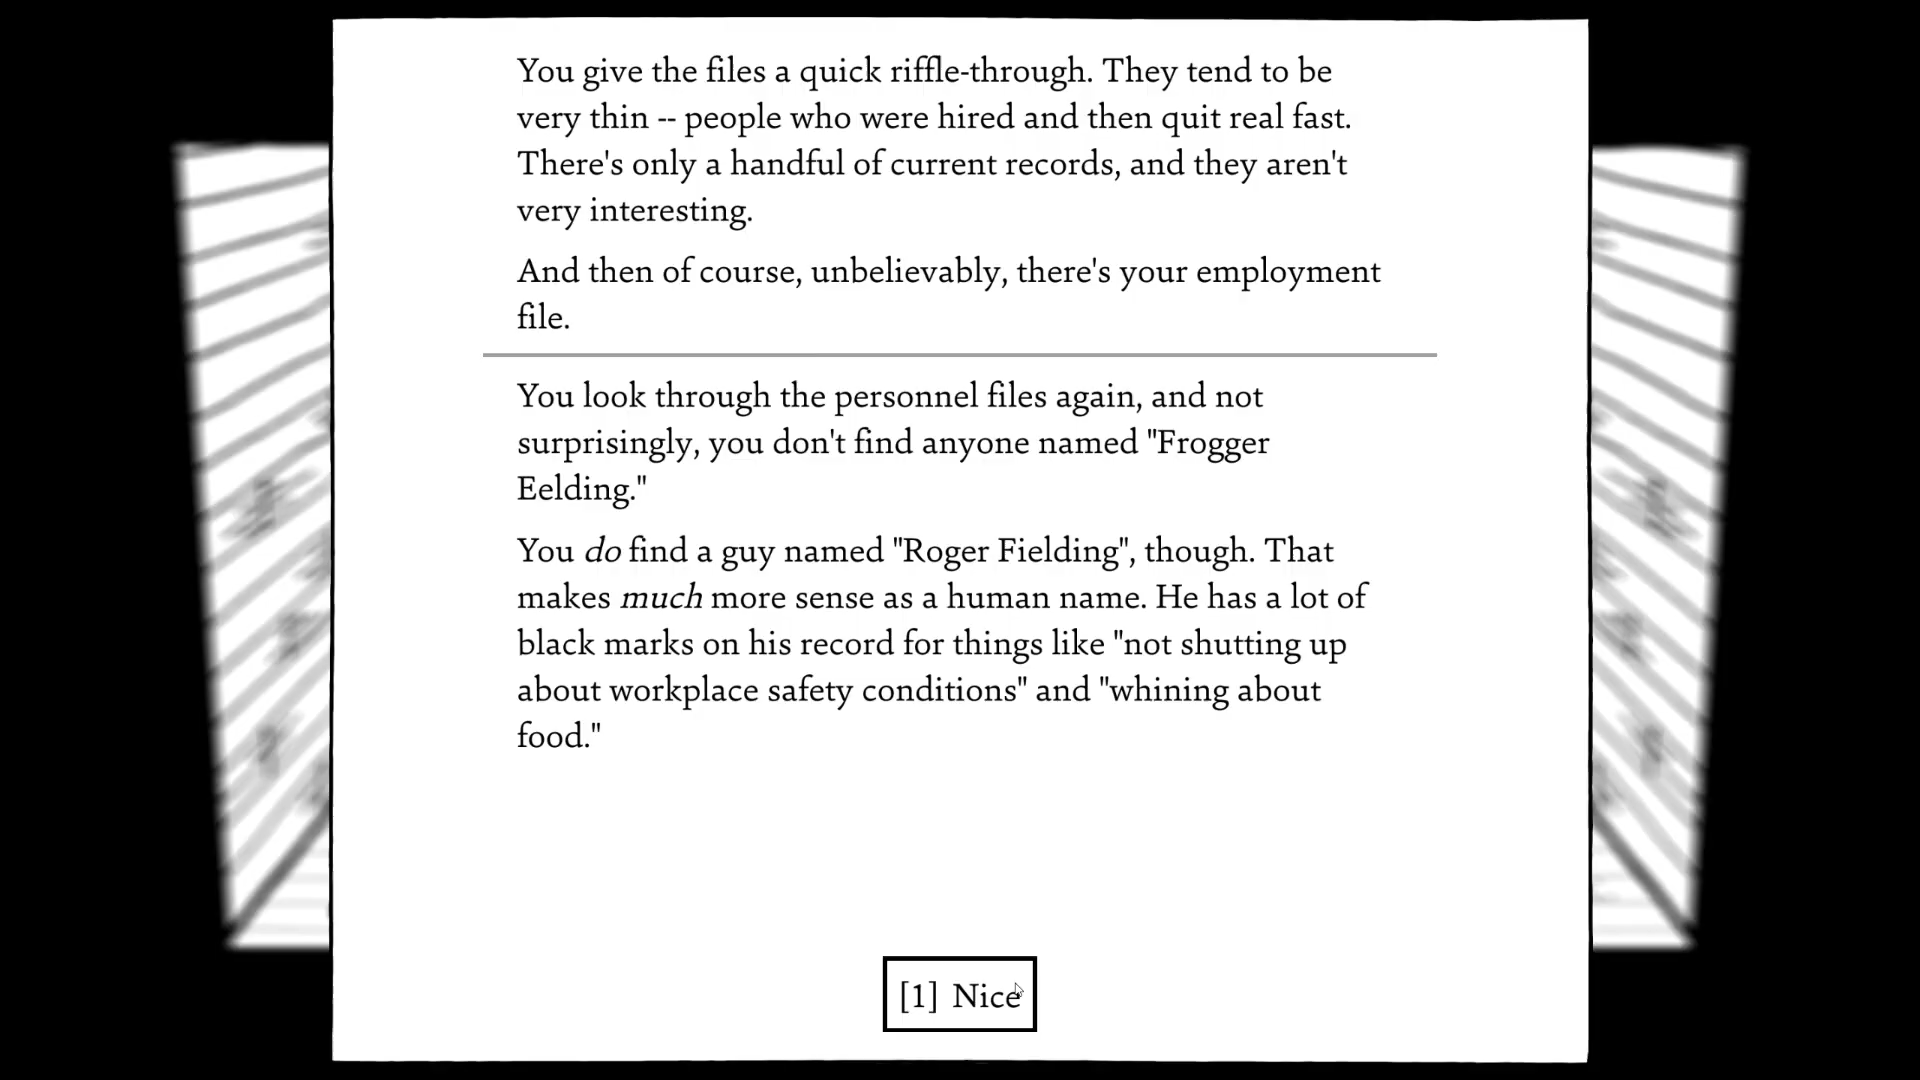 You give the files a quick riffle-through. They tend to be
very thin -- people who were hired and then quit real fast.
There's only a handful of current records, and they aren't
very interesting.
And then of course, unbelievably, there's your employment
file.
You look through the personnel files again, and not
surprisingly, you don't find anyone named "Frogger
Eelding."
You do find a guy named "Roger Fielding", though. That
makes much more sense as a human name. He has a lot of
black marks on his record for things like "not shutting up
about workplace safety conditions" and "whining about
food."
[1] Nice